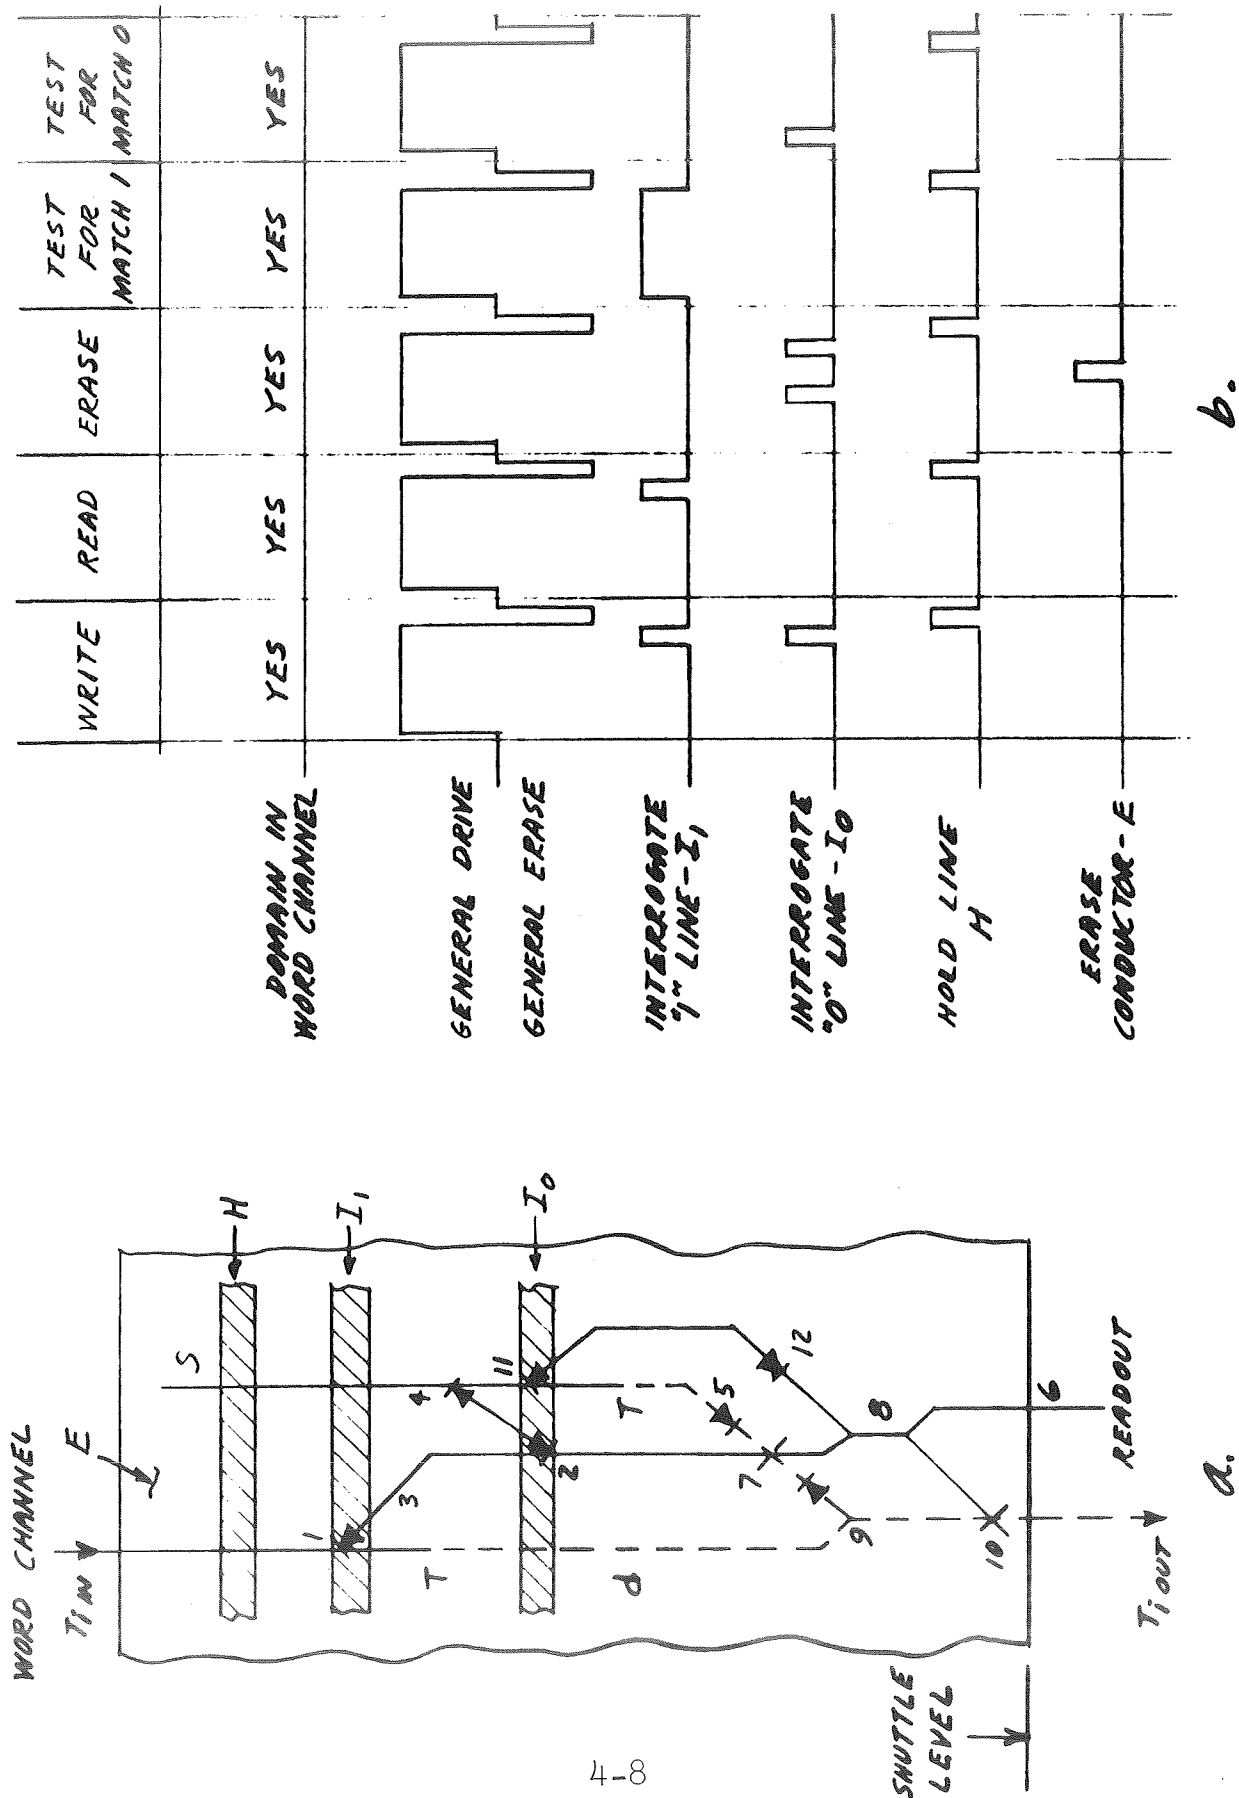 WORD CHANNEL
Ti IN
E
S
H
I1
I0
1
3
4
11
2
T
T
d
5
12
7
8
9
10
6
READOUT
Ti OUT
SHUTTLE
LEVEL
a.
WRITE
READ
ERASE
TEST
FOR
MATCH 1
TEST
FOR
MATCH 0
DOMAIN IN
WORD CHANNEL
YES
YES
YES
YES
YES
GENERAL DRIVE
GENERAL ERASE
INTERROGATE
"1" LINE-I1
INTERROGATE
"0" LINE-I0
HOLD LINE
H
ERASE
CONDUCTOR-E
b.
4-8